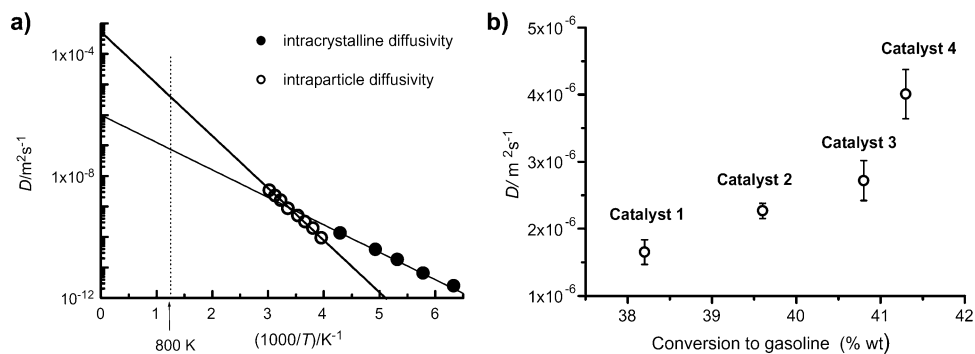 a)
intracrystalline diffusivity
intraparticle diffusivity
1x10⁻⁴
1x10⁻⁸
10⁻¹²
D/m²s⁻¹
0 1 2 3 4 5 6
800 K
(1000/T)/K⁻¹
b)
5x10⁻⁶
4x10⁻⁶
3x10⁻⁶
2x10⁻⁶
1x10⁻⁶
D/ m²s⁻¹
Catalyst 4
Catalyst 3
Catalyst 2
Catalyst 1
38 39 40 41 42
Conversion to gasoline (% wt)